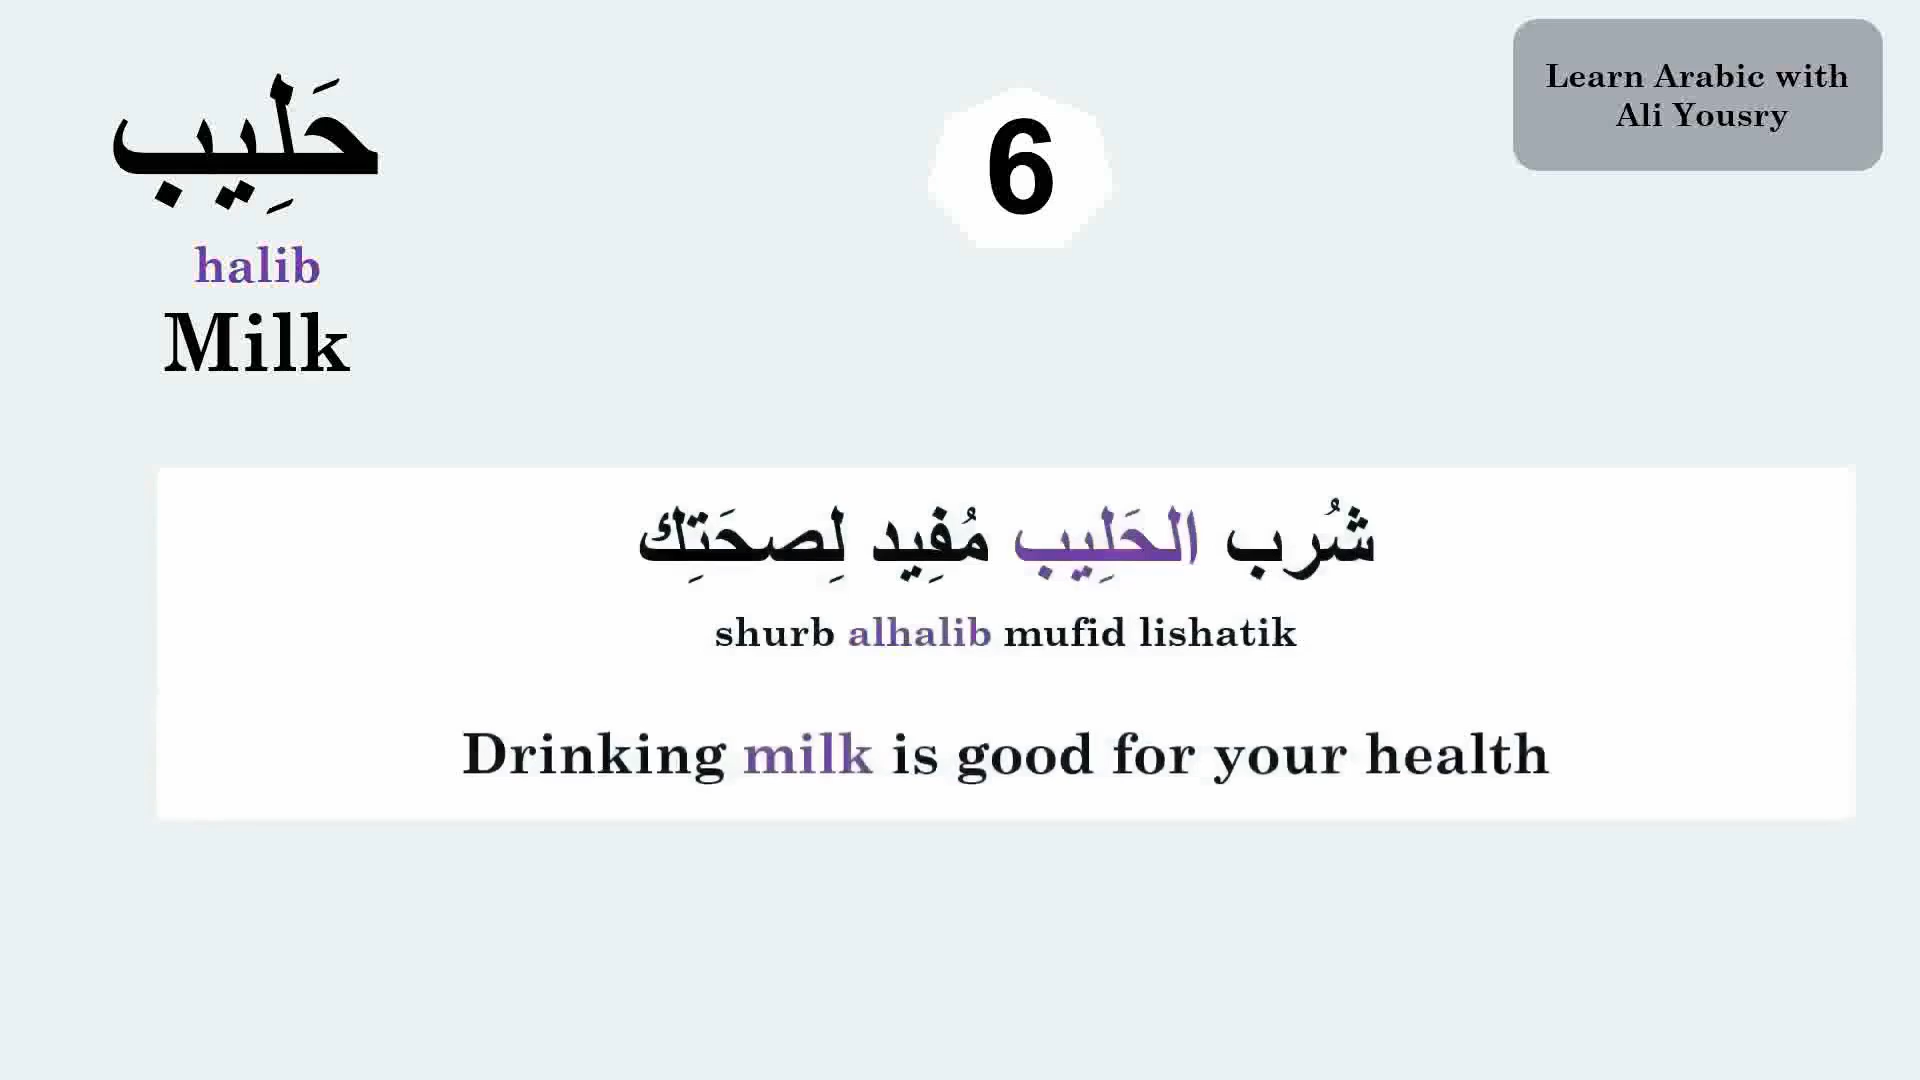 حَلِيب
halib
Milk
6
Learn Arabic with
Ali Yousry
شُرب الحَلِيب مُفِيد لِصحَتِك
shurb alhalib mufid lishatik
Drinking milk is good for your health